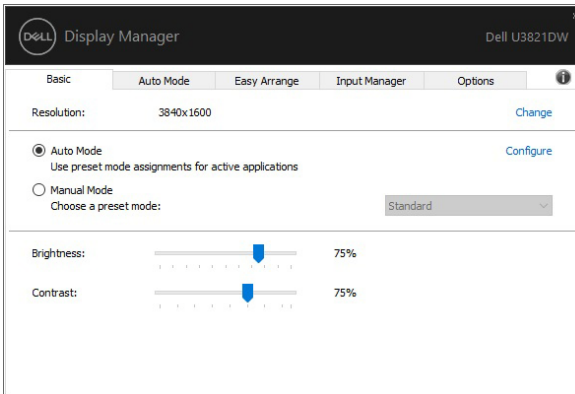 DELL Display Manager Dell U3821DW
Basic Auto Mode Easy Arrange Input Manager Options
Resolution: 3840x1600 Change
Auto Mode Configure
Use preset mode assignments for active applications
Manual Mode
Choose a preset mode: Standard
Brightness: 75%
Contrast: 75%